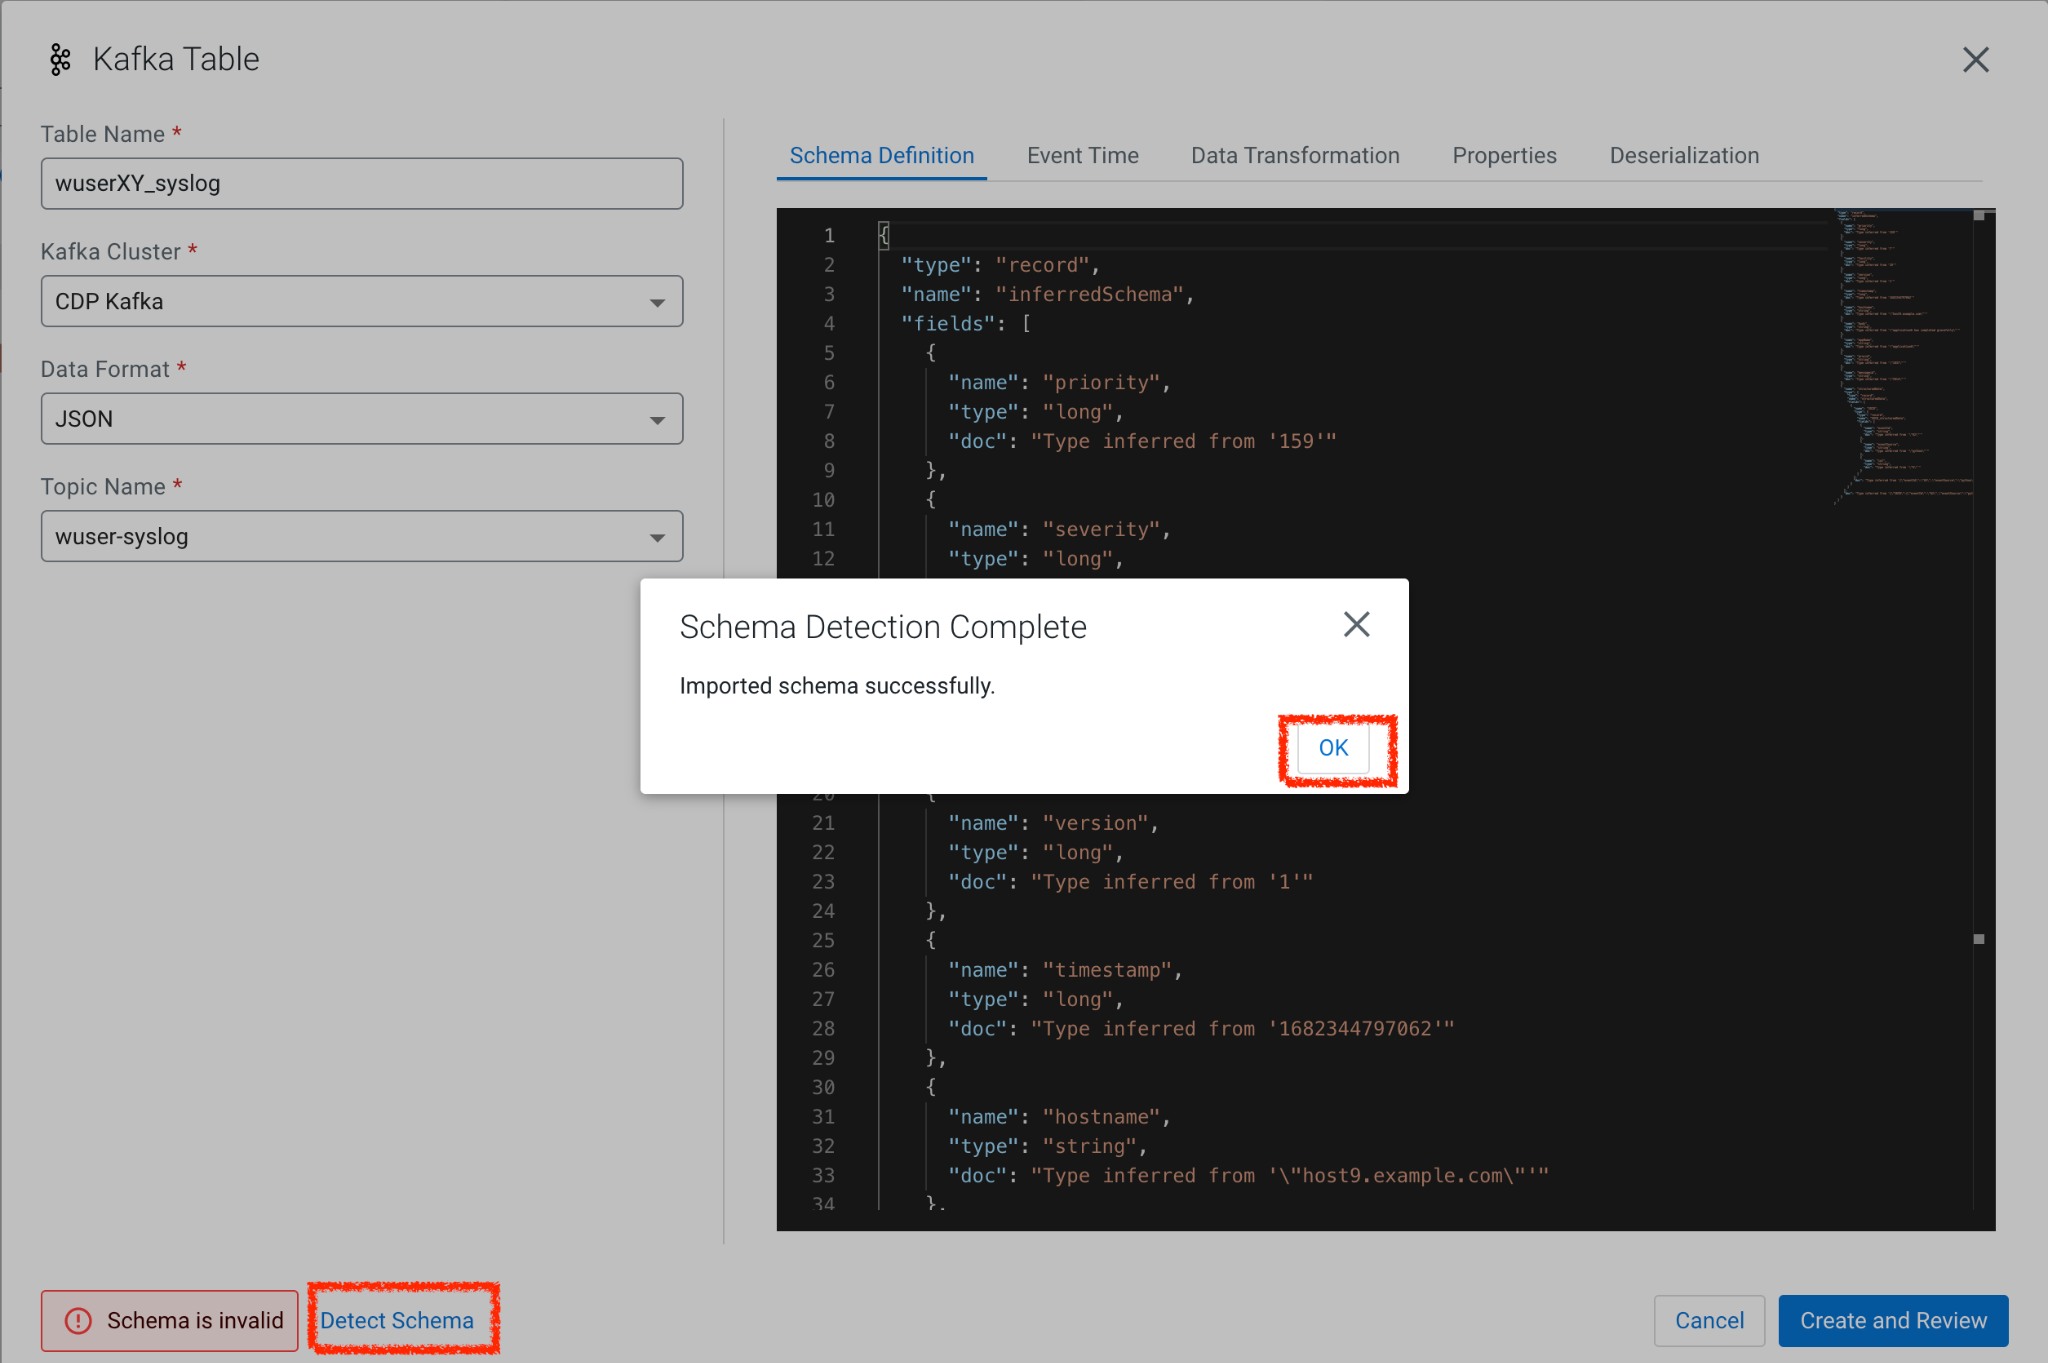 Kafka Table
Table Name *
wuserXY_syslog
Kafka Cluster *
CDP Kafka
Data Format *
JSON
Topic Name *
wuser-syslog
Schema Definition Event Time Data Transformation Properties Deserialization
1 {
2 "type": "record",
3 "name": "inferredSchema",
4 "fields": [
5 {
6 "name": "priority",
7 "type": "long",
8 "doc": "Type inferred from '159'"
9 },
10 {
11 "name": "severity",
12 "type": "long",
Schema Detection Complete
Imported schema successfully.
OK
20 {
21 "name": "version",
22 "type": "long",
23 "doc": "Type inferred from '1'"
24 },
25 {
26 "name": "timestamp",
27 "type": "long",
28 "doc": "Type inferred from '1682344797062'"
29 },
30 {
31 "name": "hostname",
32 "type": "string",
33 "doc": "Type inferred from '\"host9.example.com\"'"
34 },
Schema is invalid
Detect Schema
Cancel
Create and Review